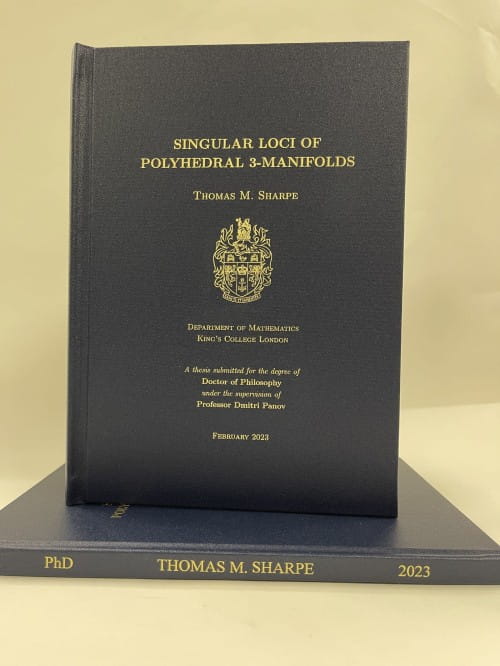 SINGULAR LOCI OF
POLYHEDRAL 3-MANIFOLDS
THOMAS M. SHARPE
DEPARTMENT OF MATHEMATICS
KING'S COLLEGE LONDON
A thesis submitted for the degree of
Doctor of Philosophy
under the supervision of
Professor Dmitri Panov
FEBRUARY 2023
PhD THOMAS M. SHARPE 2023